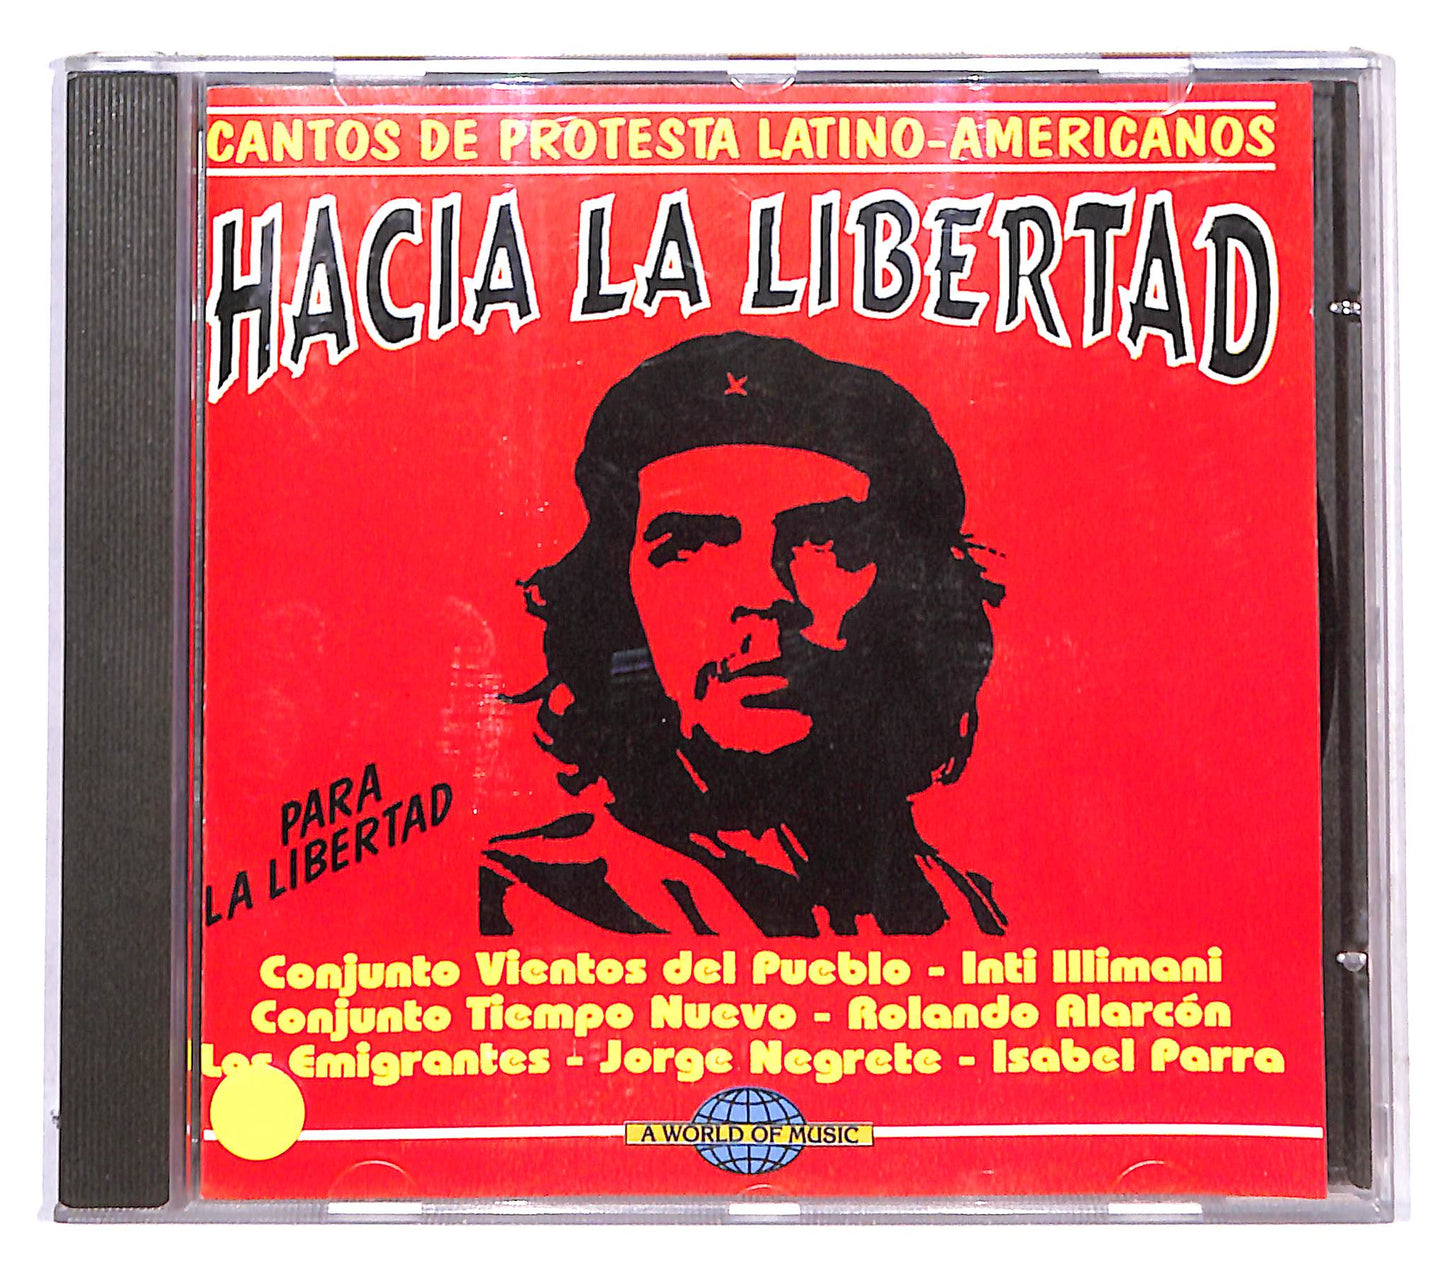 CANTOS DE PROTESTA LATINO-AMERICANOS
HACIA LA LIBERTAD
PARA
LA LIBERTAD
Conjunto Vientos del Pueblo - Inti Illimani
Conjunto Tiempo Nuevo - Rolando Alarcón
Los Emigrantes - Jorge Negrete - Isabel Parra
A WORLD OF MUSIC